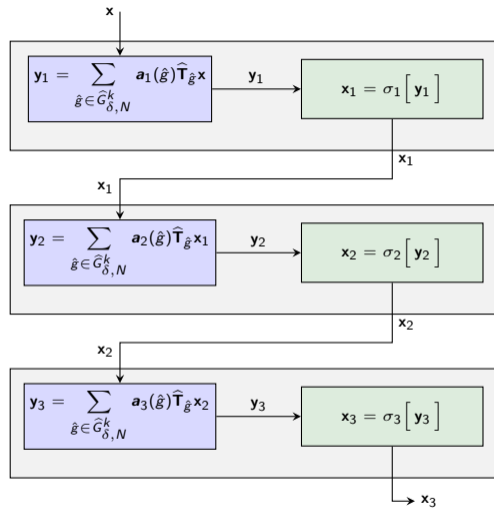 x
y₁ = ∑_{ĝ∈Ĝ^k_{δ,N}} a₁(ĝ)T̂_ĝ x
y₁
x₁ = σ₁[y₁]
x₁
x₁
y₂ = ∑_{ĝ∈Ĝ^k_{δ,N}} a₂(ĝ)T̂_ĝ x₁
y₂
x₂ = σ₂[y₂]
x₂
x₂
y₃ = ∑_{ĝ∈Ĝ^k_{δ,N}} a₃(ĝ)T̂_ĝ x₂
y₃
x₃ = σ₃[y₃]
x₃